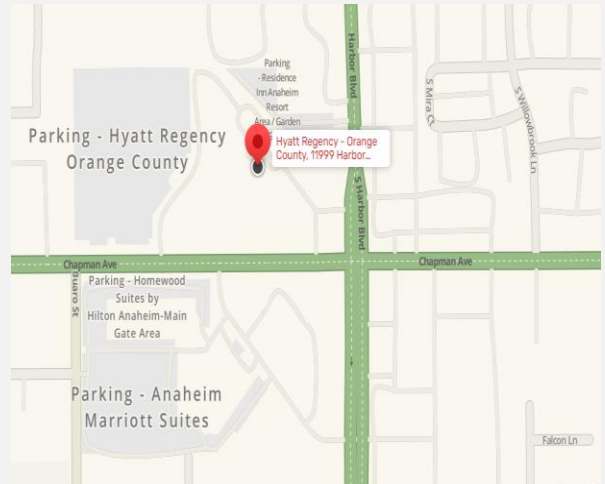 Parking
- Residence
Inn Anaheim
Resort
Area / Garden
Harbor Blvd
S Mira Ct
S Willowbrook Ln
Parking - Hyatt Regency
Orange County
Hyatt Regency - Orange
County, 11999 Harbor...
S Harbor Blvd
Chapman Ave
Chapman Ave
Buaro St
Parking - Homewood
Suites by
Hilton Anaheim-Main
Gate Area
Parking - Anaheim
Marriott Suites
Falcon Ln